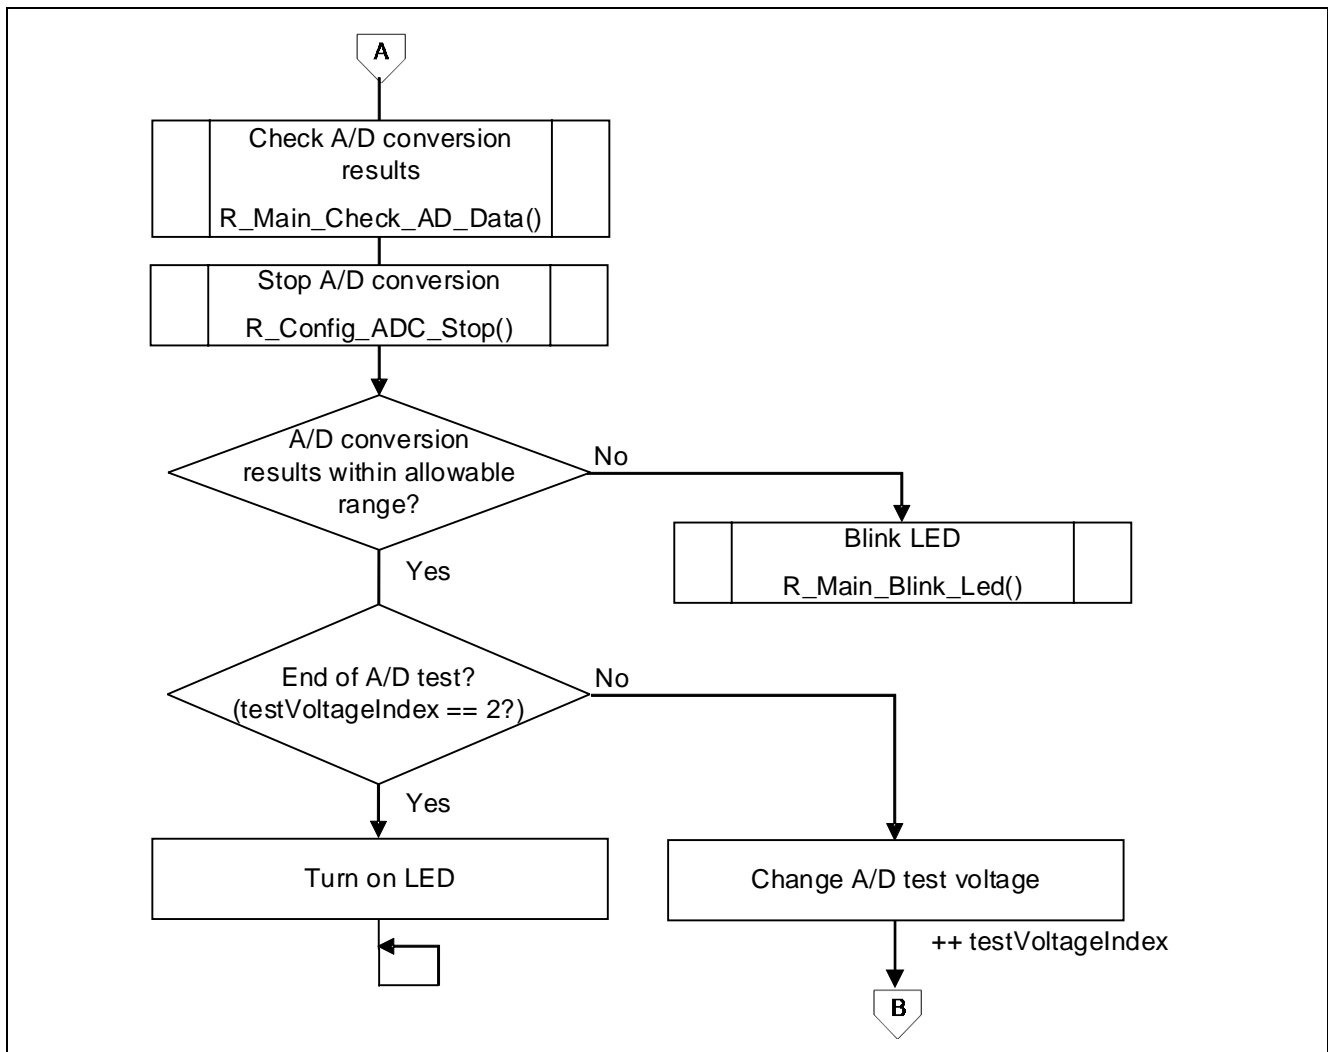 A
Check A/D conversion
results
R_Main_Check_AD_Data()
Stop A/D conversion
R_Config_ADC_Stop()
A/D conversion
results within allowable
range?
No
Blink LED
R_Main_Blink_Led()
Yes
End of A/D test?
(testVoltageIndex == 2?)
No
Yes
Turn on LED
Change A/D test voltage
++ testVoltageIndex
B